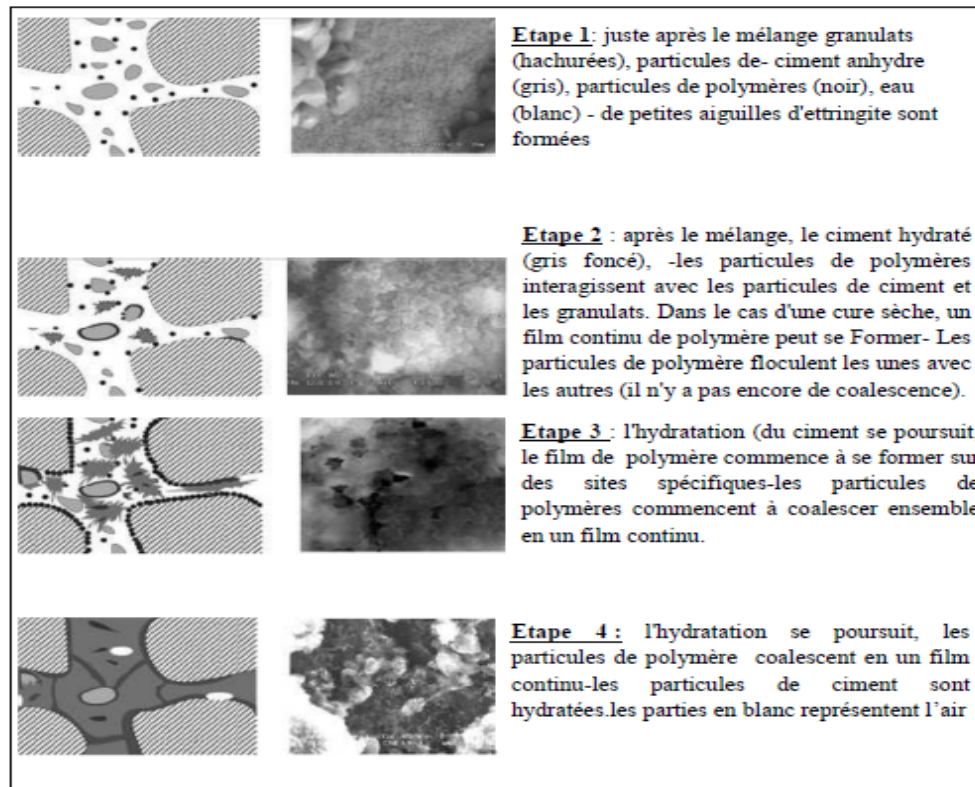 Etape 1: juste après le mélange granulats
(hachurées), particules de- ciment anhydre
(gris), particules de polymères (noir), eau
(blanc) - de petites aiguilles d'ettringite sont
formées
Etape 2 : après le mélange, le ciment hydraté
(gris foncé), -les particules de polymères
interagissent avec les particules de ciment et
les granulats. Dans le cas d'une cure sèche, un
film continu de polymère peut se Former- Les
particules de polymère floculent les unes avec
les autres (il n'y a pas encore de coalescence).
Etape 3 : l'hydratation (du ciment se poursuit
le film de polymère commence à se former sur
des sites spécifiques-les particules de
polymères commencent à coalescer ensemble
en un film continu.
Etape 4 : l'hydratation se poursuit, les
particules de polymère coalescent en un film
continu-les particules de ciment sont
hydratées.les parties en blanc représentent l’air